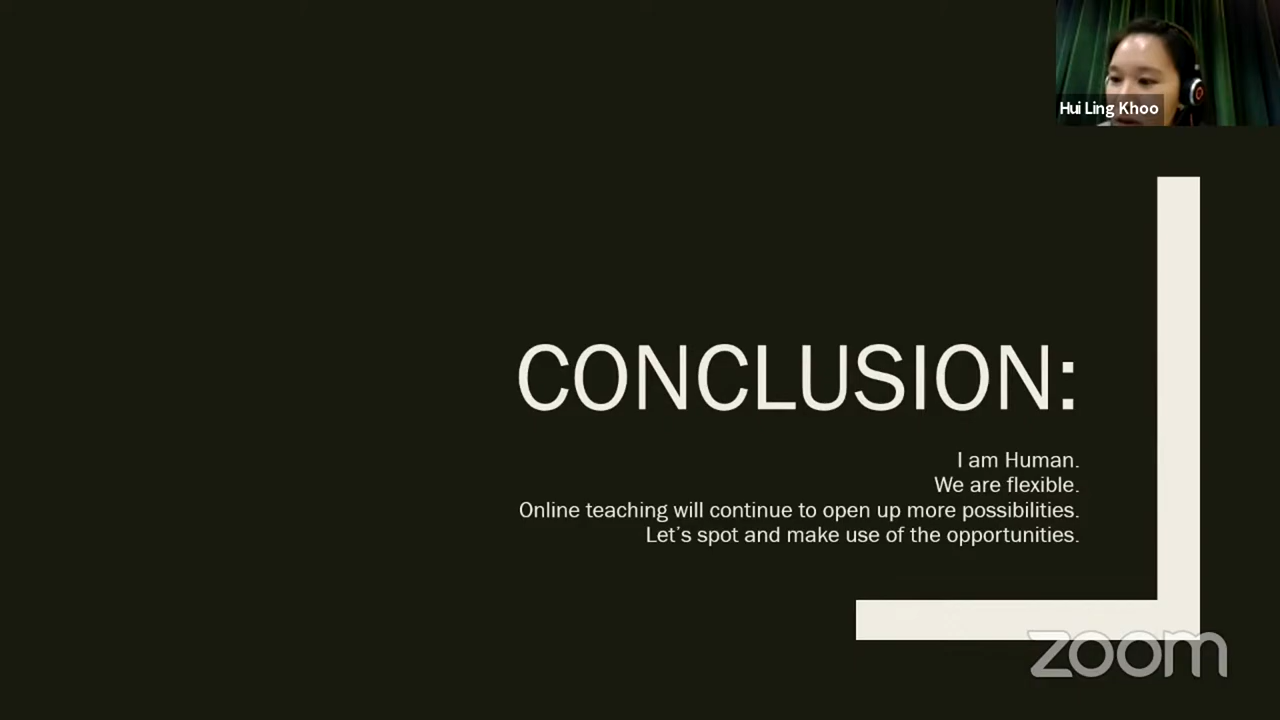 Hui Ling Khoo
CONCLUSION:
I am Human.
We are flexible.
Online teaching will continue to open up more possibilities.
Let's spot and make use of the opportunities.
zoom